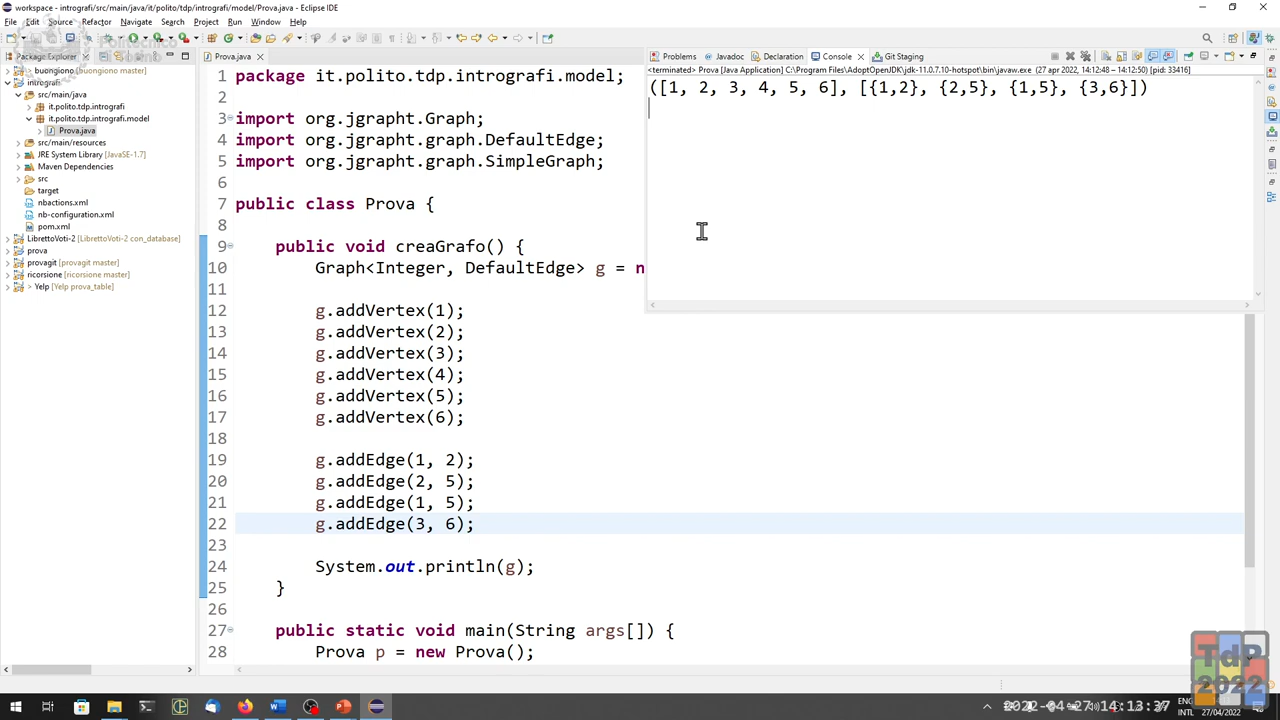 workspace - intrografi/src/main/java/it/polito/tdp/intrografi/model/Prova.java - Eclipse IDE
File Edit Source Refactor Navigate Search Project Run Window Help
Package Explorer
buongiono [buongiono master]
intrografi
src/main/java
it.polito.tdp.intrografi
it.polito.tdp.intrografi.model
Prova.java
src/main/resources
JRE System Library [JavaSE-1.7]
Maven Dependencies
src
target
nbactions.xml
nb-configuration.xml
pom.xml
LibrettoVoti-2 [LibrettoVoti-2 con_database]
prova
provagit [provagit master]
ricorsione [ricorsione master]
> Yelp [Yelp prova_table]
Prova.java
1 package it.polito.tdp.intrografi.model;
2
3 import org.jgrapht.Graph;
4 import org.jgrapht.graph.DefaultEdge;
5 import org.jgrapht.graph.SimpleGraph;
6
7 public class Prova {
8
9 public void creaGrafo() {
10 Graph<Integer, DefaultEdge> g = n
11
12 g.addVertex(1);
13 g.addVertex(2);
14 g.addVertex(3);
15 g.addVertex(4);
16 g.addVertex(5);
17 g.addVertex(6);
18
19 g.addEdge(1, 2);
20 g.addEdge(2, 5);
21 g.addEdge(1, 5);
22 g.addEdge(3, 6);
23
24 System.out.println(g);
25 }
26
27 public static void main(String args[]) {
28 Prova p = new Prova();
Problems Javadoc Declaration Console Git Staging
<terminated> Prova [Java Application] C:\Program Files\AdoptOpenJDK\jdk-11.0.7.10-hotspot\bin\javaw.exe (27 apr 2022, 14:12:48 – 14:12:50) [pid: 33416]
([1, 2, 3, 4, 5, 6], [{1,2}, {2,5}, {1,5}, {3,6}])
TdP
2022
2022-04-27 14:13:37
INTL 27/04/2022